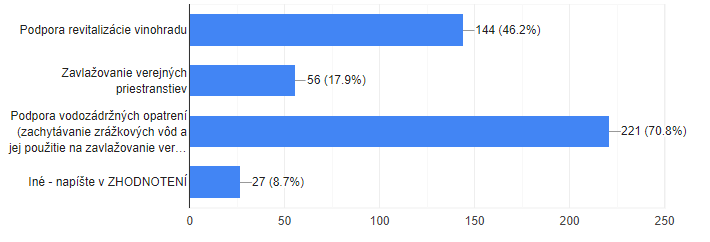 Podpora revitalizácie vinohradu
144 (46.2%)
Zavlažovanie verejných
priestranstiev
56 (17.9%)
Podpora vodozádržných opatrení
(zachytávanie zrážkových vôd a
jej použitie na zavlažovanie ver…
221 (70.8%)
Iné - napíšte v ZHODNOTENÍ
27 (8.7%)
0 50 100 150 200 250